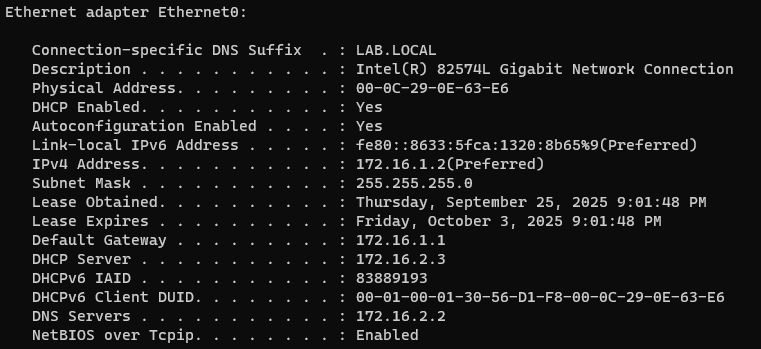 Ethernet adapter Ethernet0:
Connection-specific DNS Suffix  . : LAB.LOCAL
Description . . . . . . . . . . . : Intel(R) 82574L Gigabit Network Connection
Physical Address. . . . . . . . . : 00-0C-29-0E-63-E6
DHCP Enabled. . . . . . . . . . . : Yes
Autoconfiguration Enabled . . . . : Yes
Link-local IPv6 Address . . . . . : fe80::8633:5fca:1320:8b65%9(Preferred)
IPv4 Address. . . . . . . . . . . : 172.16.1.2(Preferred)
Subnet Mask . . . . . . . . . . . : 255.255.255.0
Lease Obtained. . . . . . . . . . : Thursday, September 25, 2025 9:01:48 PM
Lease Expires . . . . . . . . . . : Friday, October 3, 2025 9:01:48 PM
Default Gateway . . . . . . . . . : 172.16.1.1
DHCP Server . . . . . . . . . . . : 172.16.2.3
DHCPv6 IAID . . . . . . . . . . . : 83889193
DHCPv6 Client DUID. . . . . . . . : 00-01-00-01-30-56-D1-F8-00-0C-29-0E-63-E6
DNS Servers . . . . . . . . . . . : 172.16.2.2
NetBIOS over Tcpip. . . . . . . . : Enabled